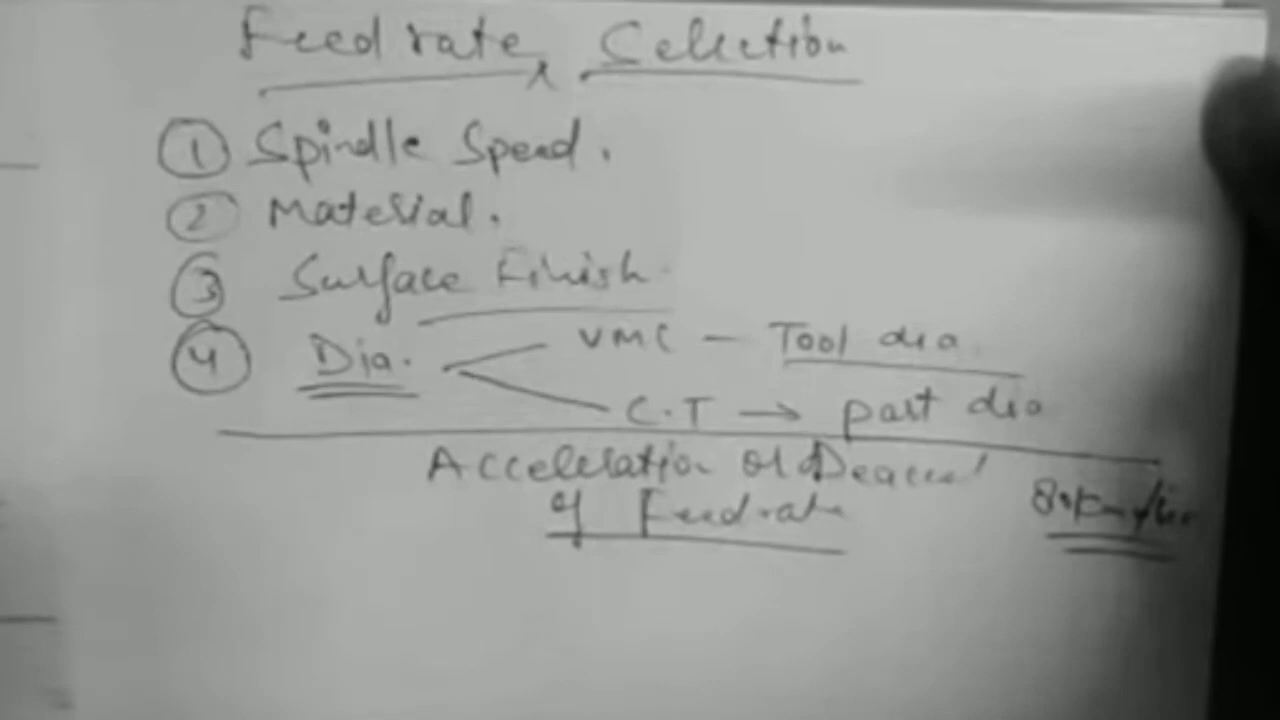 Feed rate Selection
① Spindle Speed.
② Material.
③ Surface Finish
④ Dia.
VMC – Tool dia
C.T → part dia
Acceleration or
of Feedrate